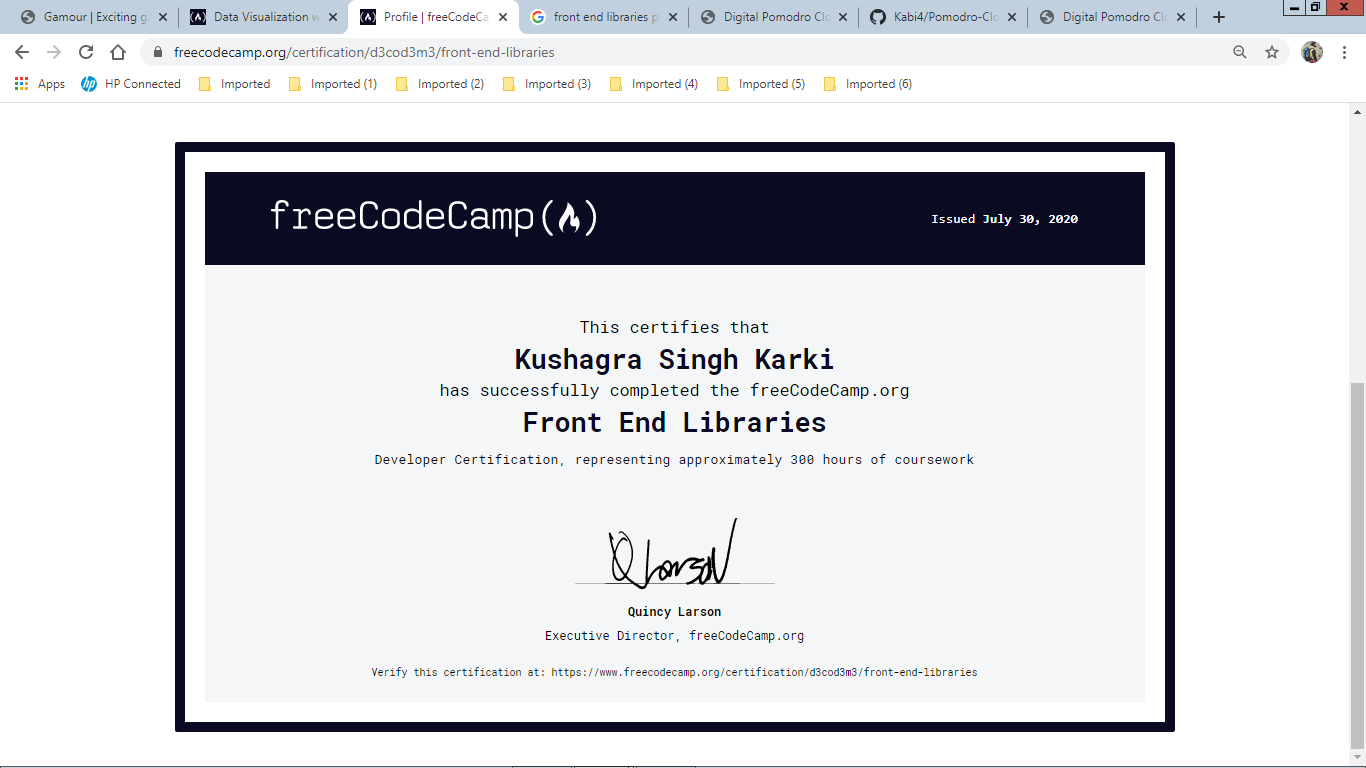 Gamour | Exciting g
Data Visualization w
Profile | freeCodeCa
front end libraries p
Digital Pomodro Clo
Kabi4/Pomodro-Clo
Digital Pomodro Clo
freecodecamp.org/certification/d3cod3m3/front-end-libraries
Apps
HP Connected
Imported
Imported (1)
Imported (2)
Imported (3)
Imported (4)
Imported (5)
Imported (6)
freeCodeCamp
Issued July 30, 2020
This certifies that
Kushagra Singh Karki
has successfully completed the freeCodeCamp.org
Front End Libraries
Developer Certification, representing approximately 300 hours of coursework
Q Larson
Quincy Larson
Executive Director, freeCodeCamp.org
Verify this certification at: https://www.freecodecamp.org/certification/d3cod3m3/front-end-libraries